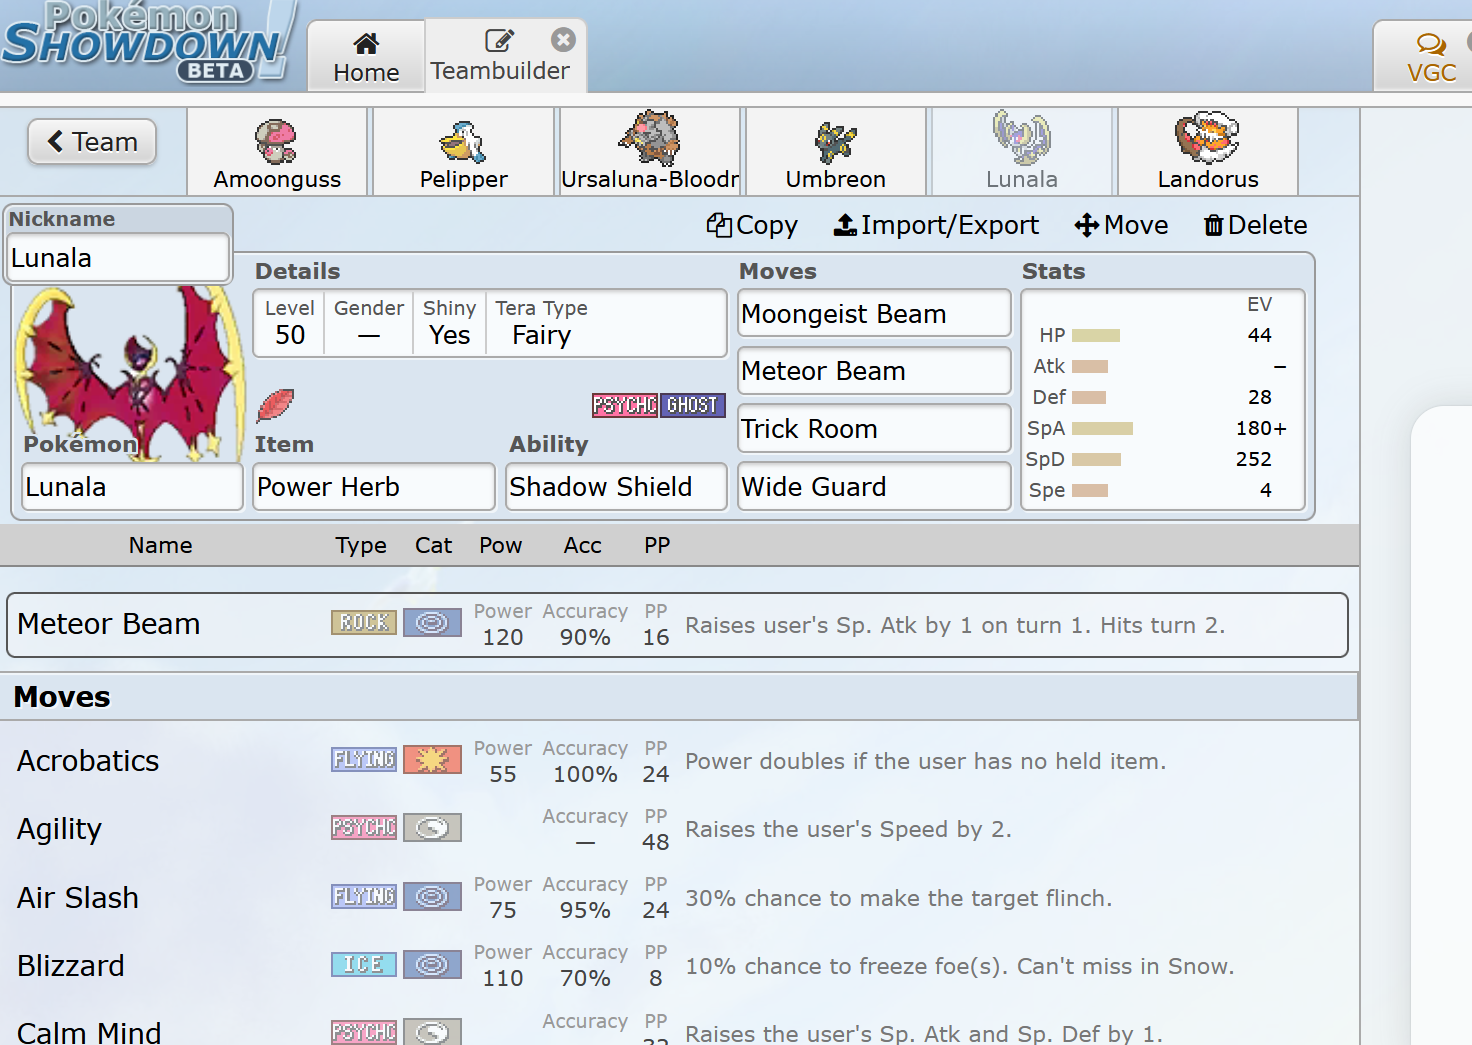 Pokémon
SHOWDOWN!
BETA
Home
Teambuilder
VGC
Team
Amoonguss
Pelipper
Ursaluna-Bloodr
Umbreon
Lunala
Landorus
Nickname
Lunala
Copy
Import/Export
Move
Delete
Details
Level
Gender
Shiny
Tera Type
50
—
Yes
Fairy
PSYCHC GHOST
Pokémon
Lunala
Item
Power Herb
Ability
Shadow Shield
Moves
Moongeist Beam
Meteor Beam
Trick Room
Wide Guard
Stats
EV
HP 44
Atk –
Def 28
SpA 180+
SpD 252
Spe 4
Name Type Cat Pow Acc PP
Meteor Beam ROCK Power 120 Accuracy 90% PP 16 Raises user's Sp. Atk by 1 on turn 1. Hits turn 2.
Moves
Acrobatics FLYING Power 55 Accuracy 100% PP 24 Power doubles if the user has no held item.
Agility PSYCHC Accuracy — PP 48 Raises the user's Speed by 2.
Air Slash FLYING Power 75 Accuracy 95% PP 24 30% chance to make the target flinch.
Blizzard ICE Power 110 Accuracy 70% PP 8 10% chance to freeze foe(s). Can't miss in Snow.
Calm Mind PSYCHC Accuracy PP 32 Raises the user's Sp. Atk and Sp. Def by 1.